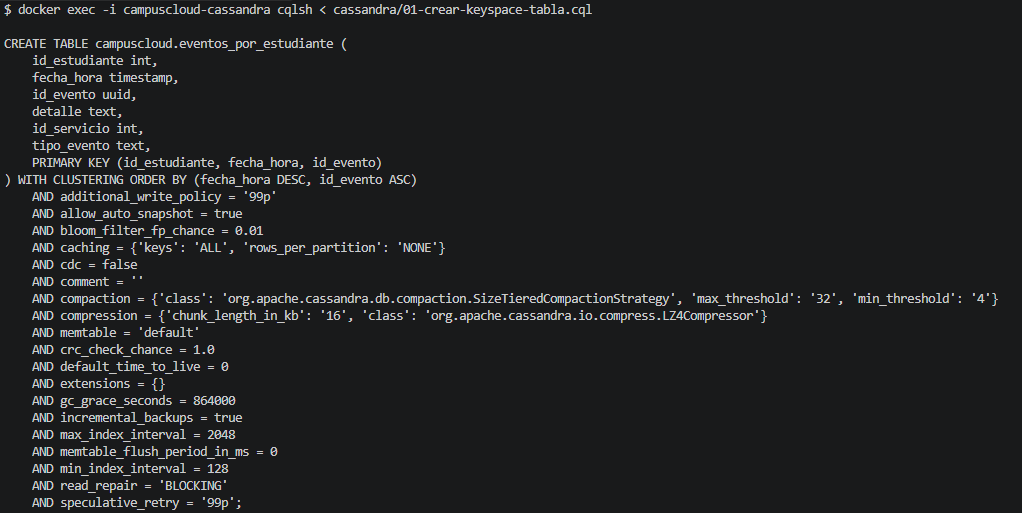 $ docker exec -i campuscloud-cassandra cqlsh < cassandra/01-crear-keyspace-tabla.cql
CREATE TABLE campuscloud.eventos_por_estudiante (
id_estudiante int,
fecha_hora timestamp,
id_evento uuid,
detalle text,
id_servicio int,
tipo_evento text,
PRIMARY KEY (id_estudiante, fecha_hora, id_evento)
) WITH CLUSTERING ORDER BY (fecha_hora DESC, id_evento ASC)
AND additional_write_policy = '99p'
AND allow_auto_snapshot = true
AND bloom_filter_fp_chance = 0.01
AND caching = {'keys': 'ALL', 'rows_per_partition': 'NONE'}
AND cdc = false
AND comment = ''
AND compaction = {'class': 'org.apache.cassandra.db.compaction.SizeTieredCompactionStrategy', 'max_threshold': '32', 'min_threshold': '4'}
AND compression = {'chunk_length_in_kb': '16', 'class': 'org.apache.cassandra.io.compress.LZ4Compressor'}
AND memtable = 'default'
AND crc_check_chance = 1.0
AND default_time_to_live = 0
AND extensions = {}
AND gc_grace_seconds = 864000
AND incremental_backups = true
AND max_index_interval = 2048
AND memtable_flush_period_in_ms = 0
AND min_index_interval = 128
AND read_repair = 'BLOCKING'
AND speculative_retry = '99p';